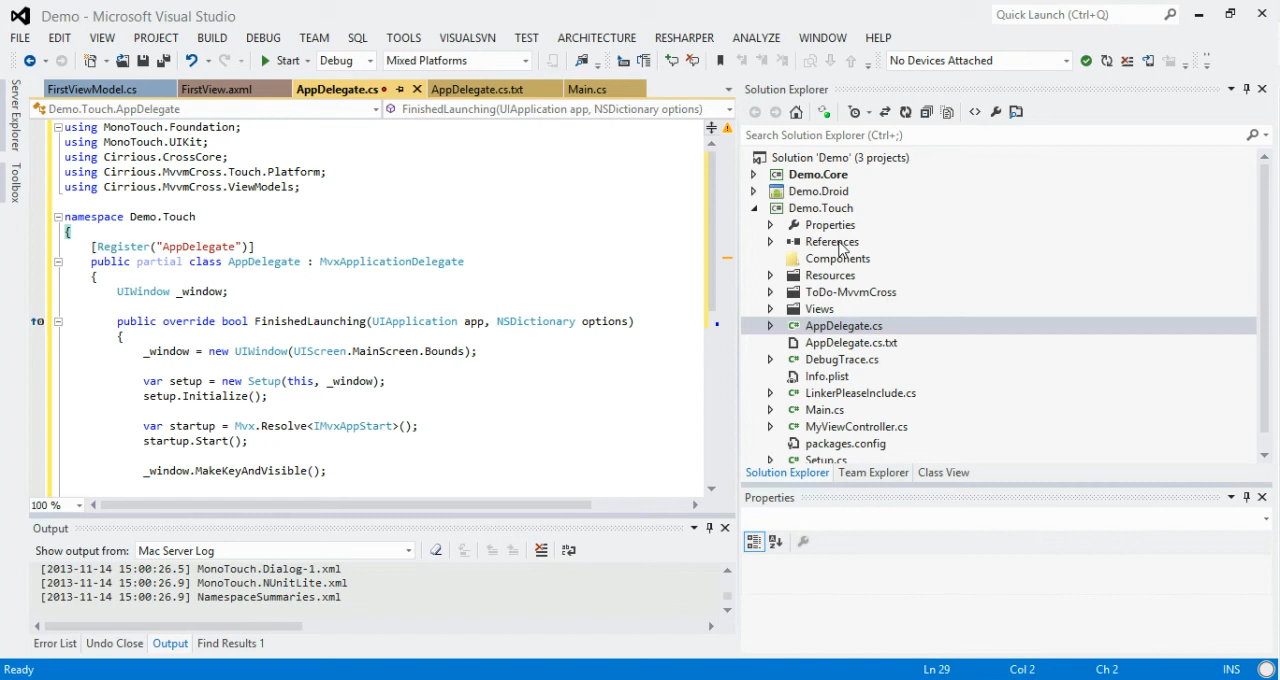 Demo - Microsoft Visual Studio
Quick Launch (Ctrl+Q)
FILE EDIT VIEW PROJECT BUILD DEBUG TEAM SQL TOOLS VISUALSVN TEST ARCHITECTURE RESHARPER ANALYZE WINDOW HELP
Start Debug Mixed Platforms No Devices Attached
Server Explorer
Toolbox
FirstViewModel.cs FirstView.axml AppDelegate.cs AppDelegate.cs.txt Main.cs
Demo.Touch.AppDelegate FinishedLaunching(UIApplication app, NSDictionary options)
using MonoTouch.Foundation;
using MonoTouch.UIKit;
using Cirrious.CrossCore;
using Cirrious.MvvmCross.Touch.Platform;
using Cirrious.MvvmCross.ViewModels;
namespace Demo.Touch
{
[Register("AppDelegate")]
public partial class AppDelegate : MvxApplicationDelegate
{
UIWindow _window;
public override bool FinishedLaunching(UIApplication app, NSDictionary options)
{
_window = new UIWindow(UIScreen.MainScreen.Bounds);
var setup = new Setup(this, _window);
setup.Initialize();
var startup = Mvx.Resolve<IMvxAppStart>();
startup.Start();
_window.MakeKeyAndVisible();
100 %
Output
Show output from: Mac Server Log
[2013-11-14 15:00:26.5] MonoTouch.Dialog-1.xml
[2013-11-14 15:00:26.9] MonoTouch.NUnitLite.xml
[2013-11-14 15:00:26.9] NamespaceSummaries.xml
Error List Undo Close Output Find Results 1
Solution Explorer
Search Solution Explorer (Ctrl+;)
Solution 'Demo' (3 projects)
Demo.Core
Demo.Droid
Demo.Touch
Properties
References
Components
Resources
ToDo-MvvmCross
Views
AppDelegate.cs
AppDelegate.cs.txt
DebugTrace.cs
Info.plist
LinkerPleaseInclude.cs
Main.cs
MyViewController.cs
packages.config
Setup.cs
Solution Explorer Team Explorer Class View
Properties
Ready Ln 29 Col 2 Ch 2 INS